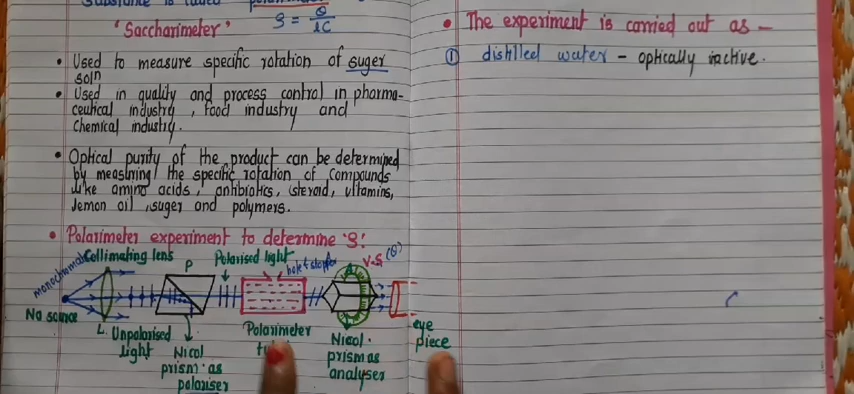 'Saccharimeter' S = θ/lC
• Used to measure specific rotation of suger
soln
• Used in quality and process control in pharma-
ceutical industry, food industry and
chemical industry.
• Optical purity of the product can be determined
by measuring the specific rotation of compounds
like amino acids, antibiotics, steroid, vitamins,
lemon oil, suger and polymers.
• Polarimeter experiment to determine 'S'.
Collimating lens
P
Polarised light
V.S (θ)
Na source
L
Unpolarised
light
Nicol
prism as
polariser
Polarimeter
Nicol
prism as
analyser
eye
piece
• The experiment is carried out as -
① distilled water - optically inactive.